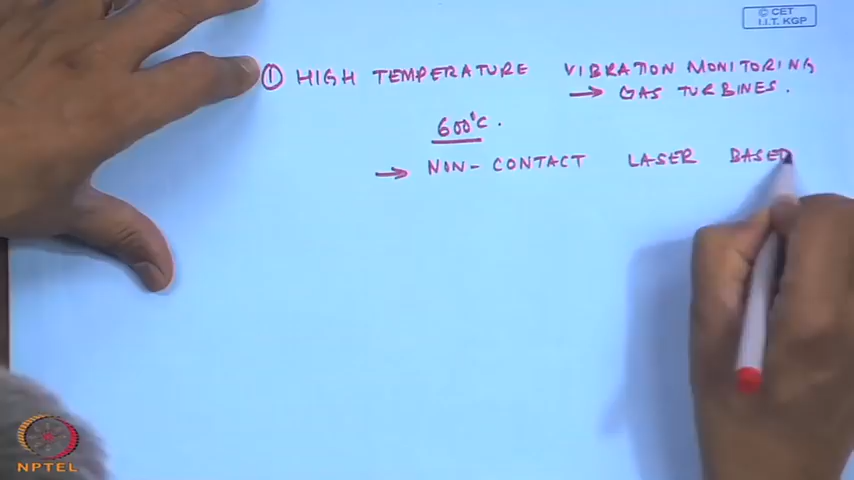 © CET
I.I.T. KGP
① HIGH TEMPERATURE VIBRATION MONITORING
→ GAS TURBINES.
600°C.
→ NON-CONTACT LASER BASED
NPTEL